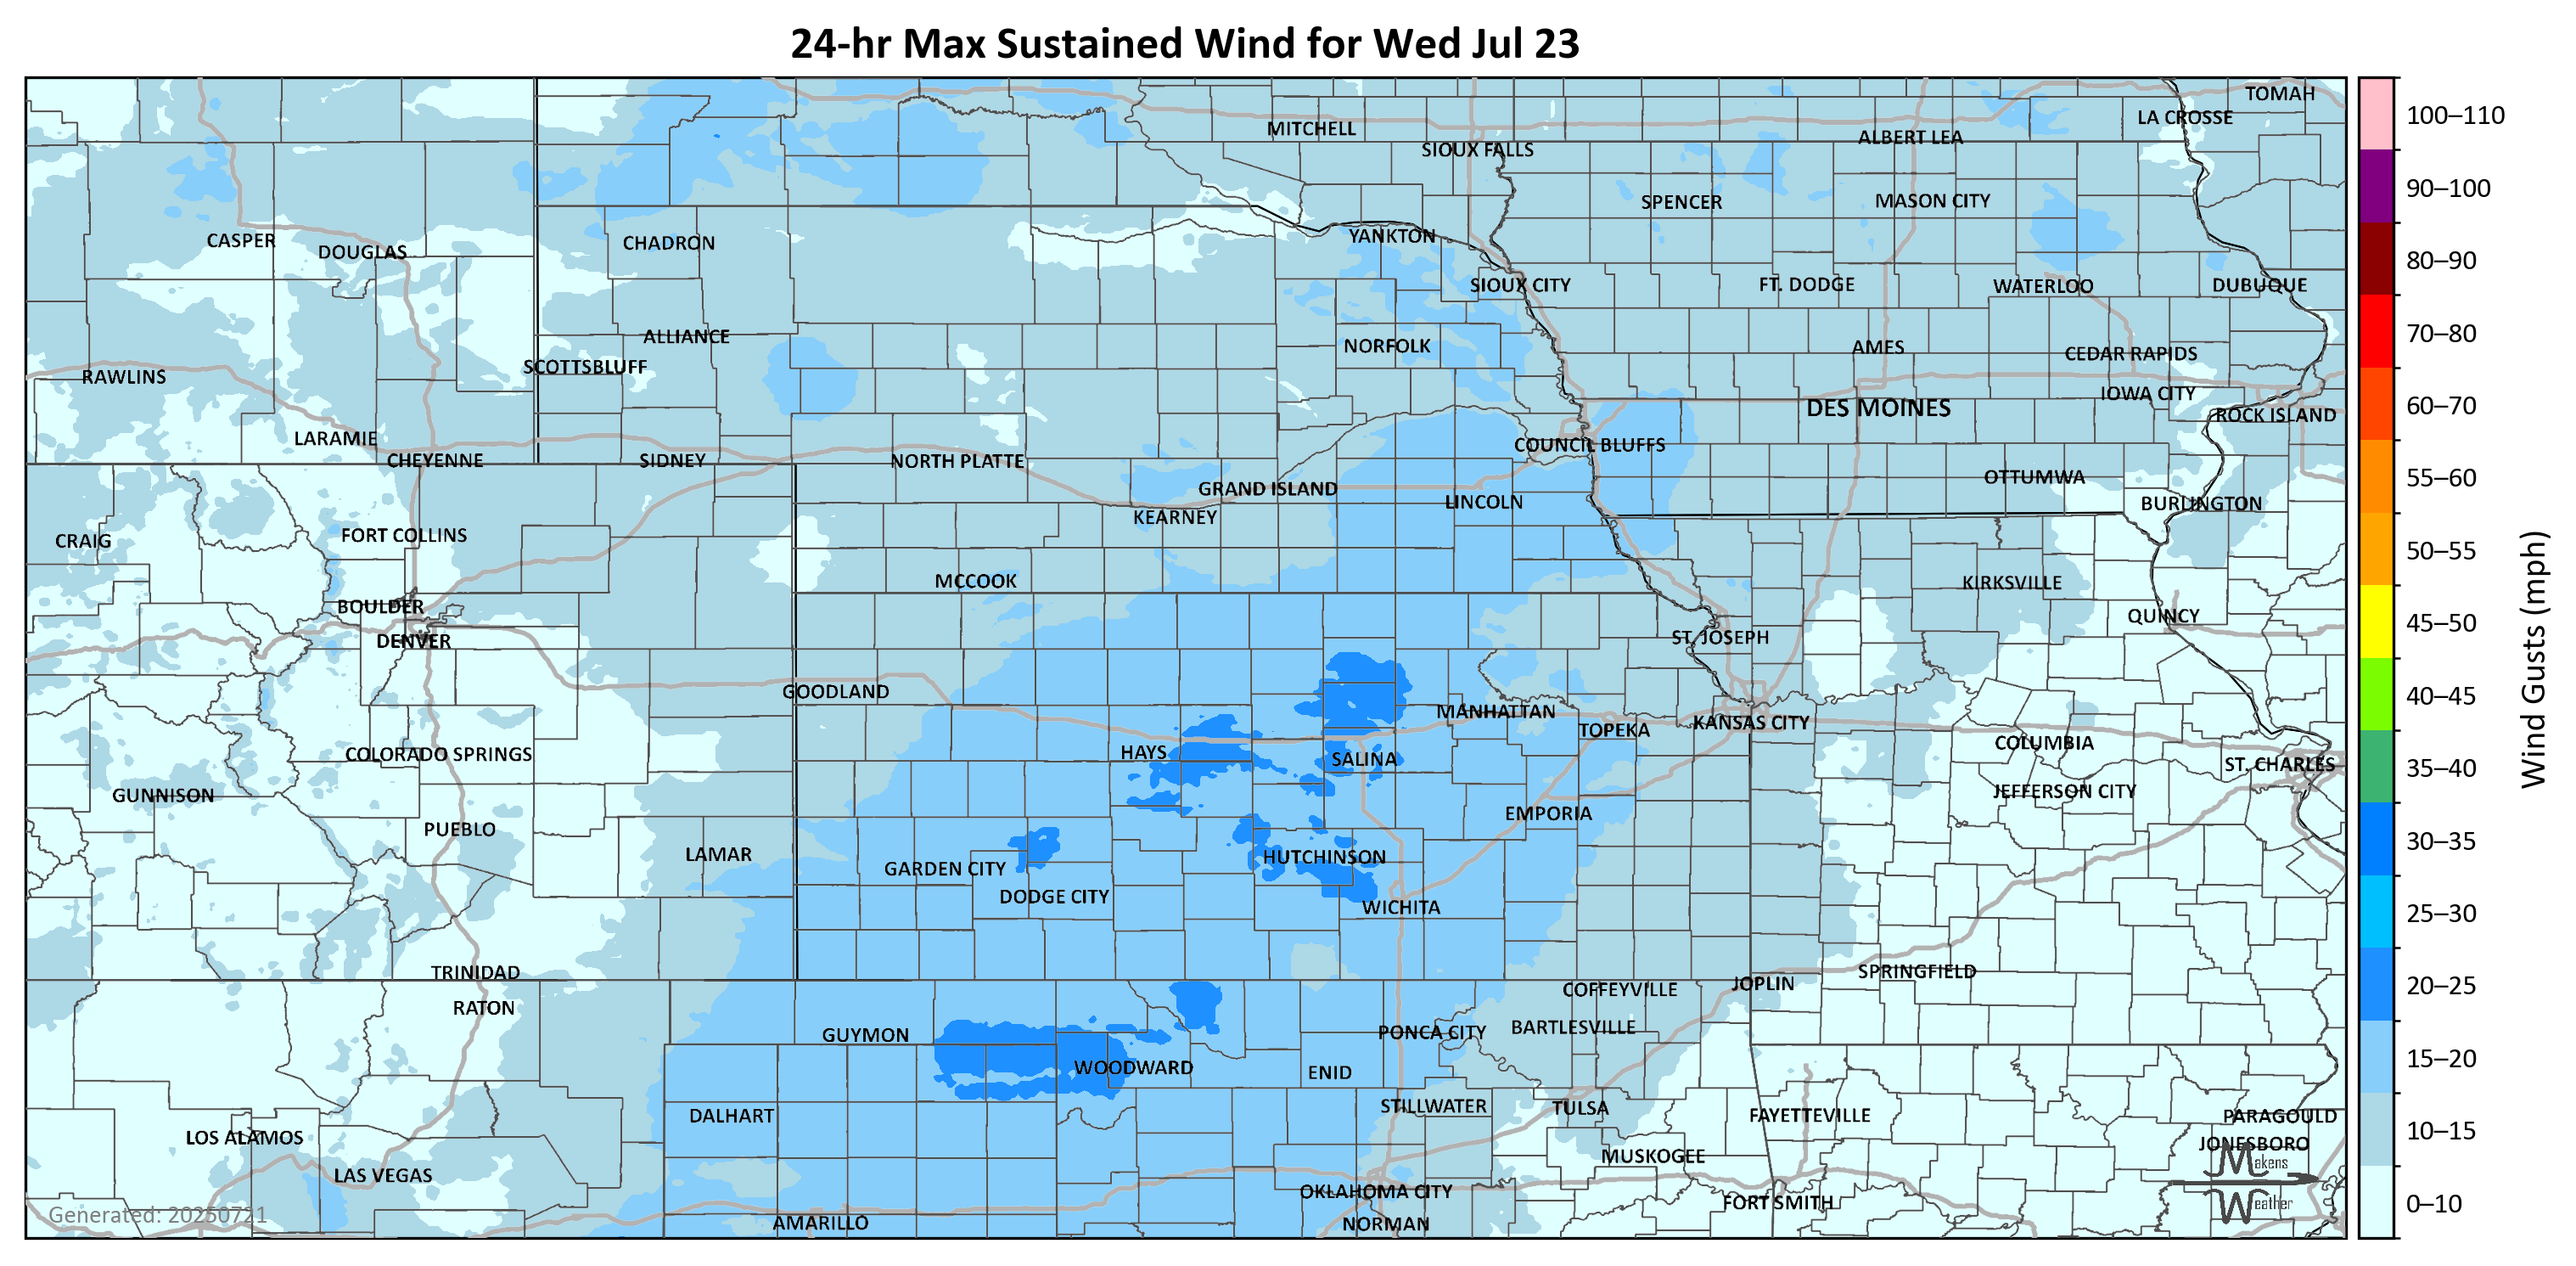 24-hr Max Sustained Wind for Wed Jul 23
TOMAH
LA CROSSE
MITCHELL
ALBERT LEA
SIOUX FALLS
SPENCER
MASON CITY
CASPER
DOUGLAS
CHADRON
YANKTON
SIOUX CITY
FT. DODGE
WATERLOO
DUBUQUE
ALLIANCE
NORFOLK
AMES
CEDAR RAPIDS
SCOTTSBLUFF
RAWLINS
IOWA CITY
DES MOINES
ROCK ISLAND
LARAMIE
COUNCIL BLUFFS
CHEYENNE
SIDNEY
NORTH PLATTE
OTTUMWA
GRAND ISLAND
LINCOLN
BURLINGTON
KEARNEY
CRAIG
FORT COLLINS
MCCOOK
KIRKSVILLE
BOULDER
QUINCY
DENVER
ST. JOSEPH
GOODLAND
MANHATTAN
TOPEKA
KANSAS CITY
COLUMBIA
COLORADO SPRINGS
HAYS
SALINA
ST. CHARLES
GUNNISON
JEFFERSON CITY
EMPORIA
PUEBLO
LAMAR
HUTCHINSON
GARDEN CITY
DODGE CITY
WICHITA
TRINIDAD
SPRINGFIELD
JOPLIN
COFFEYVILLE
RATON
GUYMON
PONCA CITY
BARTLESVILLE
WOODWARD
ENID
STILLWATER
TULSA
DALHART
FAYETTEVILLE
PARAGOULD
LOS ALAMOS
JONESBORO
MUSKOGEE
LAS VEGAS
OKLAHOMA CITY
FORT SMITH
AMARILLO
NORMAN
Generated: 20250721
Makens
Weather
100–110
90–100
80–90
70–80
60–70
55–60
50–55
45–50
40–45
35–40
30–35
25–30
20–25
15–20
10–15
0–10
Wind Gusts (mph)